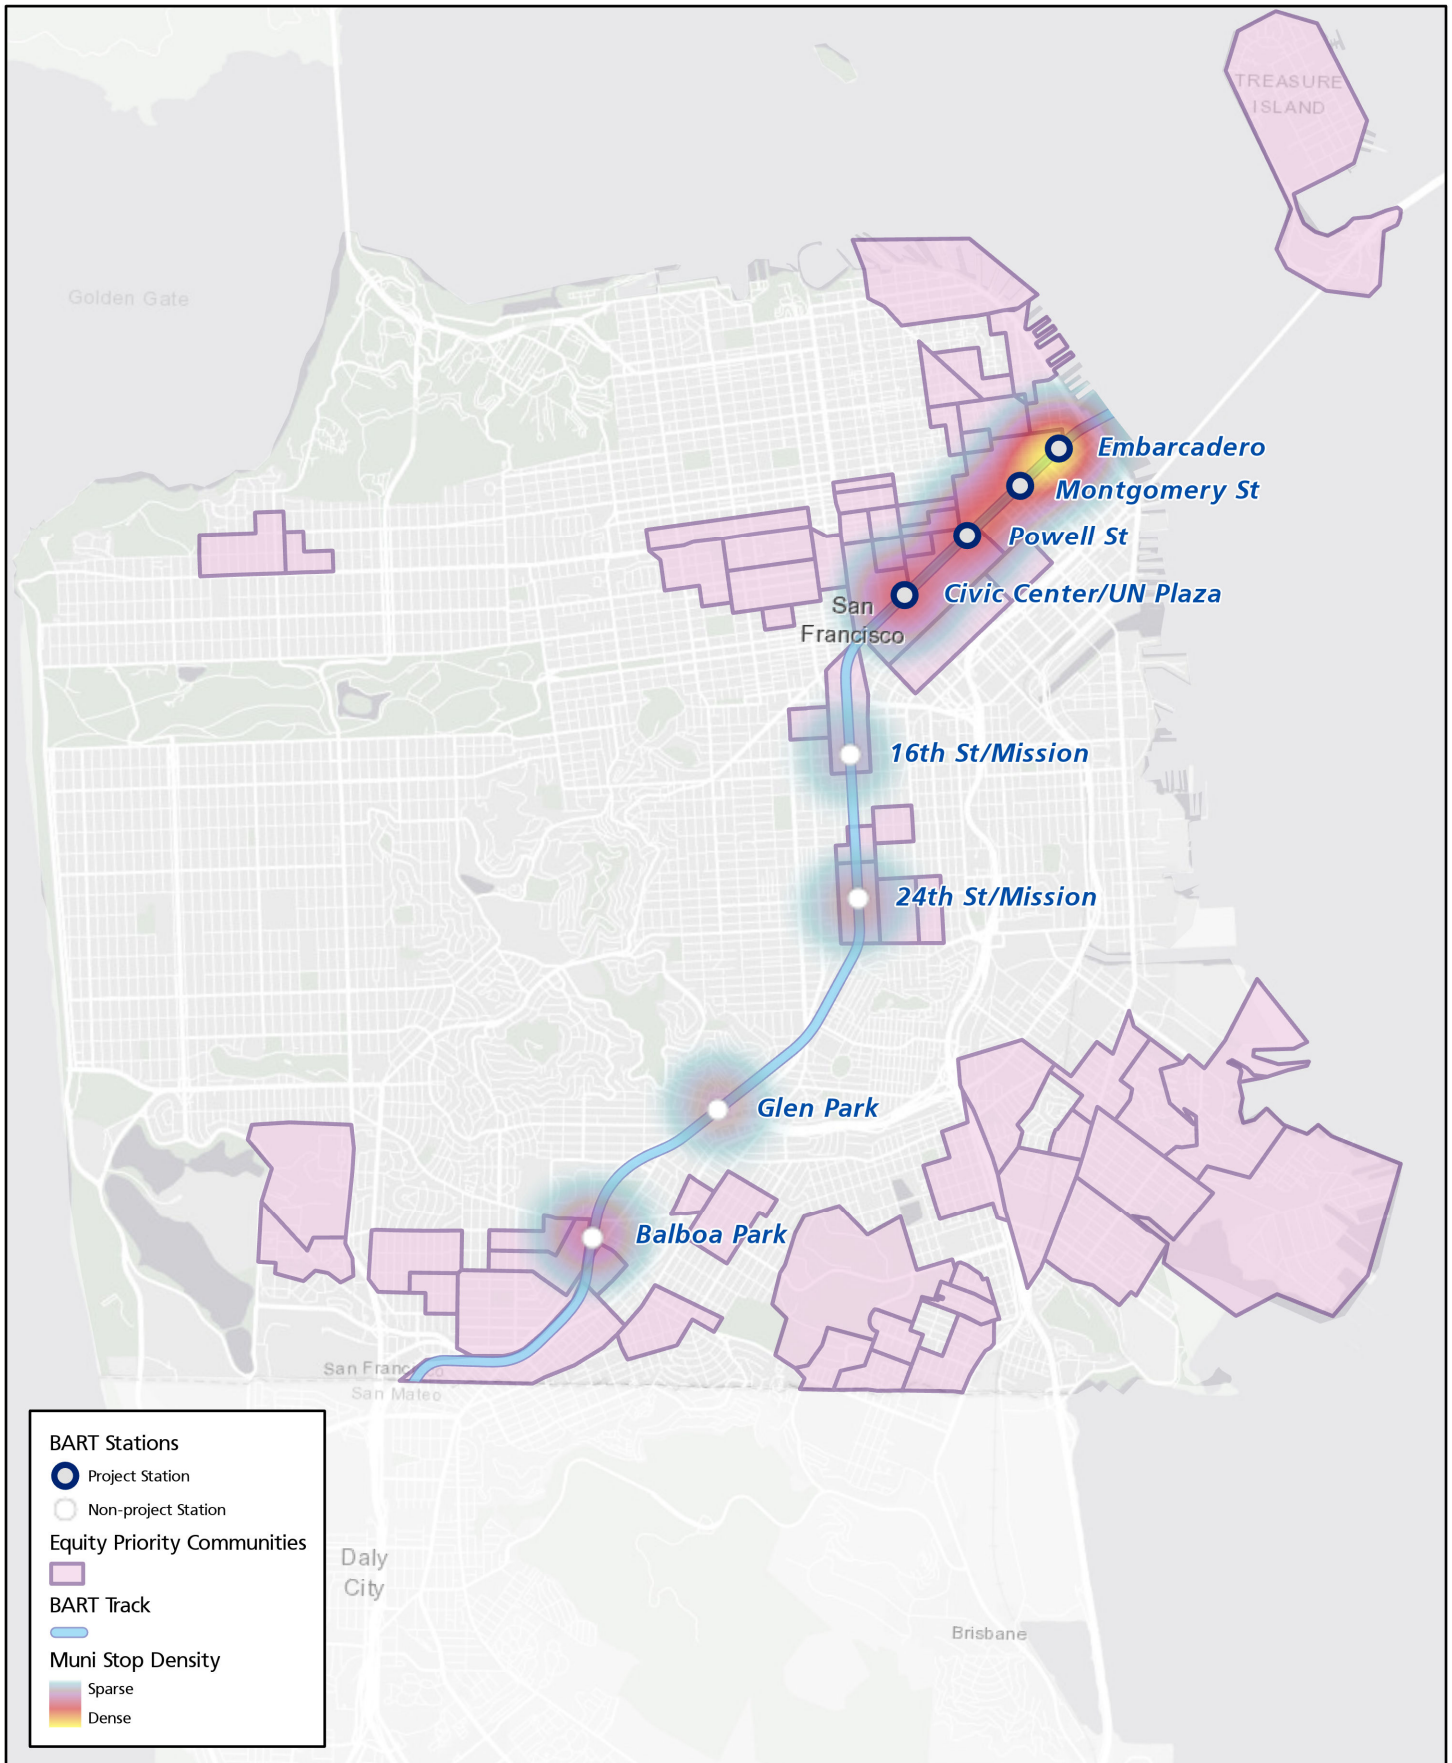 TREASURE
ISLAND
Golden Gate
Embarcadero
Montgomery St
Powell St
Civic Center/UN Plaza
San
Francisco
16th St/Mission
24th St/Mission
Glen Park
Balboa Park
San Franc
San Mateo
BART Stations
Project Station
Non-project Station
Equity Priority Communities
BART Track
Muni Stop Density
Sparse
Dense
Daly
City
Brisbane